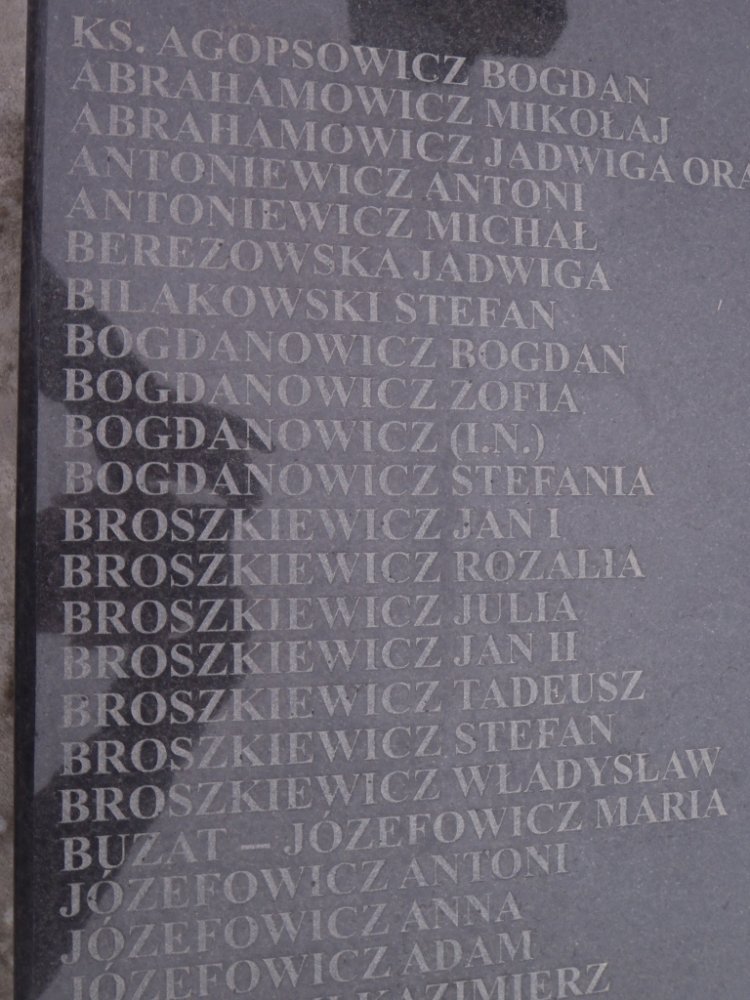 KS. AGOPSOWICZ BOGDAN
ABRAHAMOWICZ MIKOŁAJ
ABRAHAMOWICZ JADWIGA
ANTONIEWICZ ANTONI
ANTONIEWICZ MICHAŁ
BEREZOWSKA JADWIGA
BILAKOWSKI STEFAN
BOGDANOWICZ BOGDAN
BOGDANOWICZ ZOFIA
BOGDANOWICZ (I.N.)
BOGDANOWICZ STEFANIA
BROSZKIEWICZ JAN I
BROSZKIEWICZ ROZALIA
BROSZKIEWICZ JULIA
BROSZKIEWICZ JAN II
BROSZKIEWICZ TADEUSZ
BROSZKIEWICZ STEFAN
BROSZKIEWICZ WŁADYSŁAW
BUZAT – JÓZEFOWICZ MARIA
JÓZEFOWICZ ANTONI
JÓZEFOWICZ ANNA
JÓZEFOWICZ ADAM
KAZIMIERZ